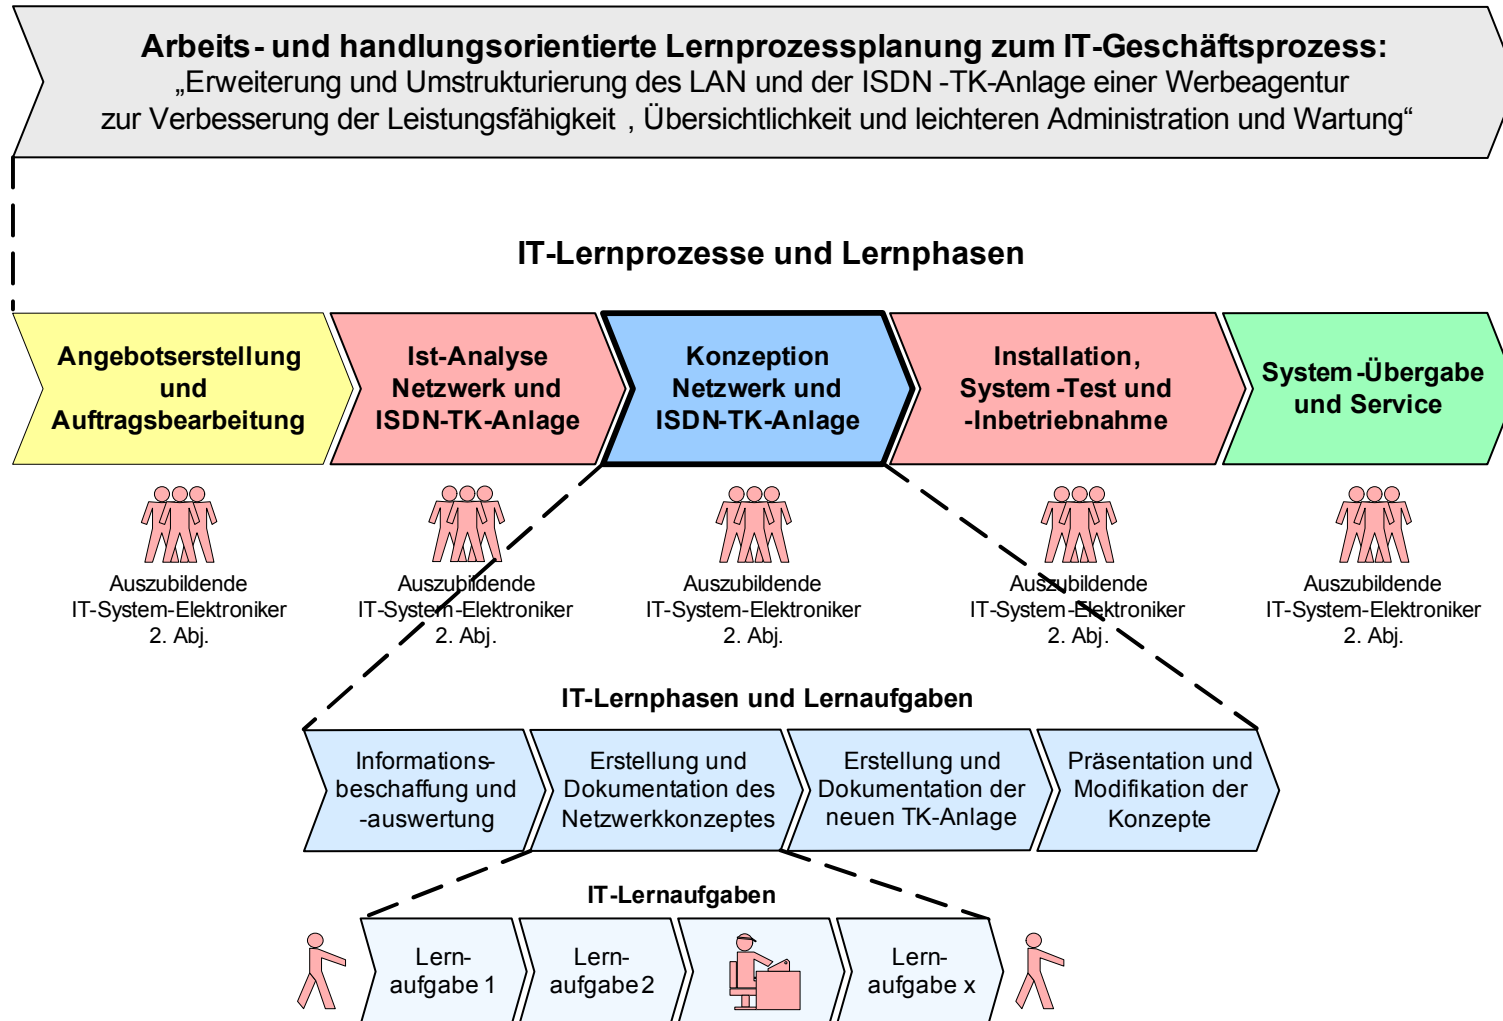 Arbeits- und handlungsorientierte Lernprozessplanung zum IT-Geschäftsprozess:
„Erweiterung und Umstrukturierung des LAN und der ISDN -TK-Anlage einer Werbeagentur
zur Verbesserung der Leistungsfähigkeit , Übersichtlichkeit und leichteren Administration und Wartung“
IT-Lernprozesse und Lernphasen
Angebotserstellung
und
Auftragsbearbeitung
Ist-Analyse
Netzwerk und
ISDN-TK-Anlage
Konzeption
Netzwerk und
ISDN-TK-Anlage
Installation,
System -Test und
-Inbetriebnahme
System -Übergabe
und Service
Auszubildende
IT-System-Elektroniker
2. Abj.
Auszubildende
IT-System-Elektroniker
2. Abj.
Auszubildende
IT-System-Elektroniker
2. Abj.
Auszubildende
IT-System-Elektroniker
2. Abj.
Auszubildende
IT-System-Elektroniker
2. Abj.
IT-Lernphasen und Lernaufgaben
Informations-
beschaffung und
-auswertung
Erstellung und
Dokumentation des
Netzwerkkonzeptes
Erstellung und
Dokumentation der
neuen TK-Anlage
Präsentation und
Modifikation der
Konzepte
IT-Lernaufgaben
Lern-
aufgabe 1
Lern-
aufgabe 2
Lern-
aufgabe x